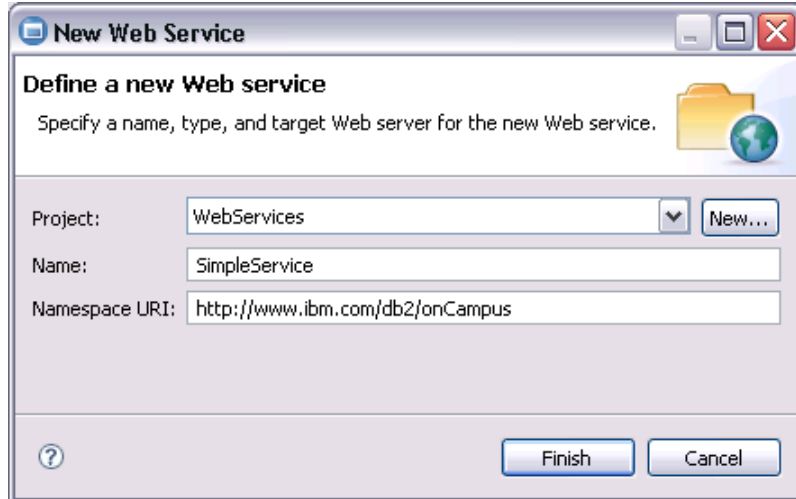 New Web Service
Define a new Web service
Specify a name, type, and target Web server for the new Web service.
Project: WebServices New...
Name: SimpleService
Namespace URI: http://www.ibm.com/db2/onCampus
Finish Cancel